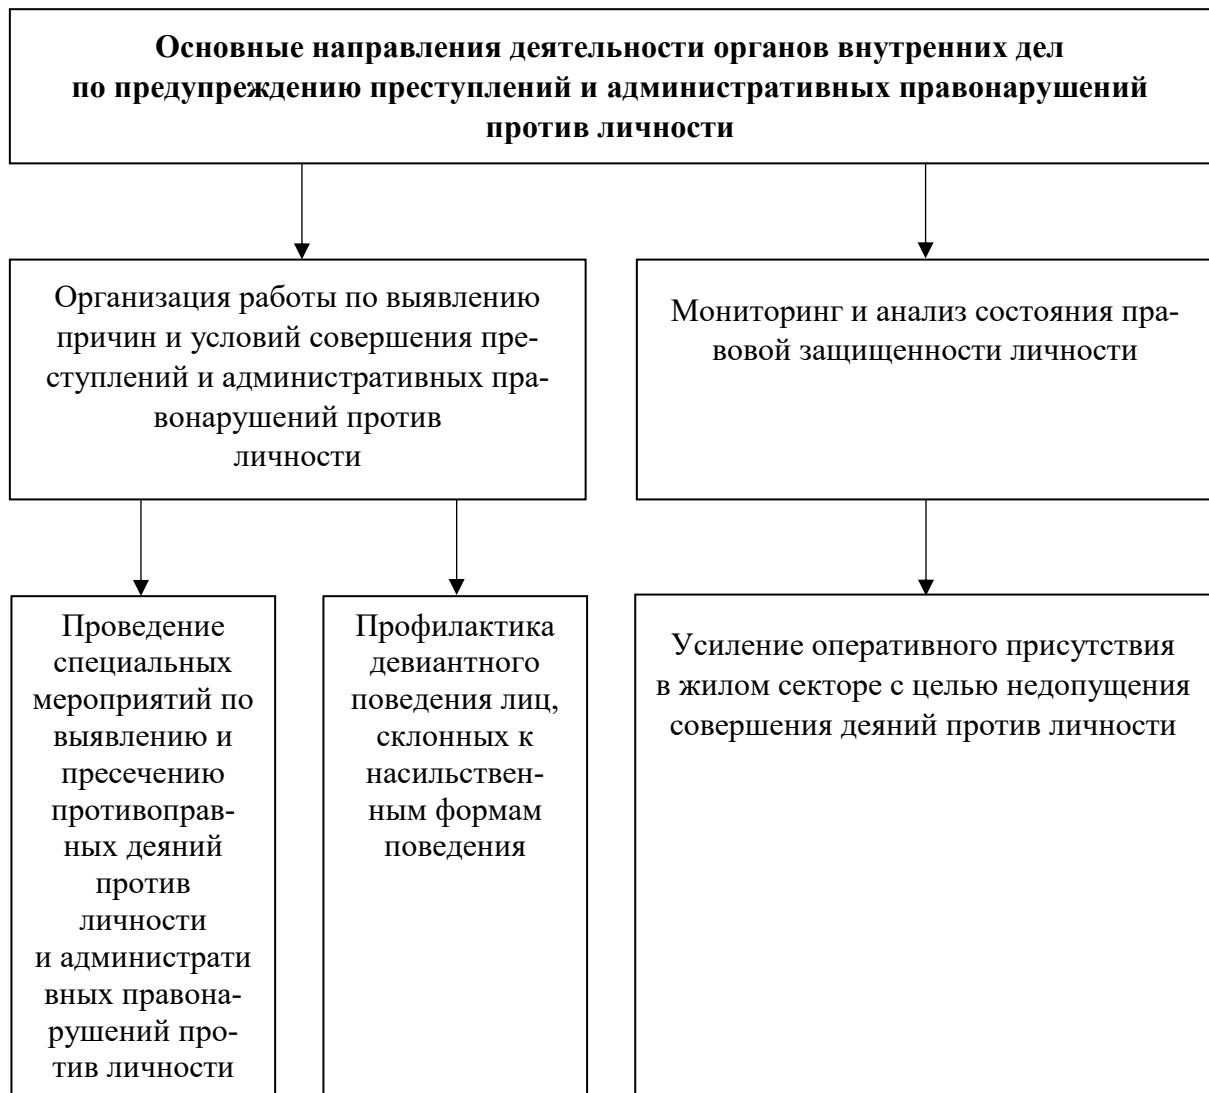 Основные направления деятельности органов внутренних дел
по предупреждению преступлений и административных правонарушений
против личности
Организация работы по выявлению
причин и условий совершения пре-
ступлений и административных пра-
вонарушений против
личности
Мониторинг и анализ состояния пра-
вовой защищенности личности
Проведение
специальных
мероприятий по
выявлению и
пресечению
противоправ-
ных деяний
против
личности
и администрати
вных правона-
рушений про-
тив личности
Профилактика
девиантного
поведения лиц,
склонных к
насильствен-
ным формам
поведения
Усиление оперативного присутствия
в жилом секторе с целью недопущения
совершения деяний против личности